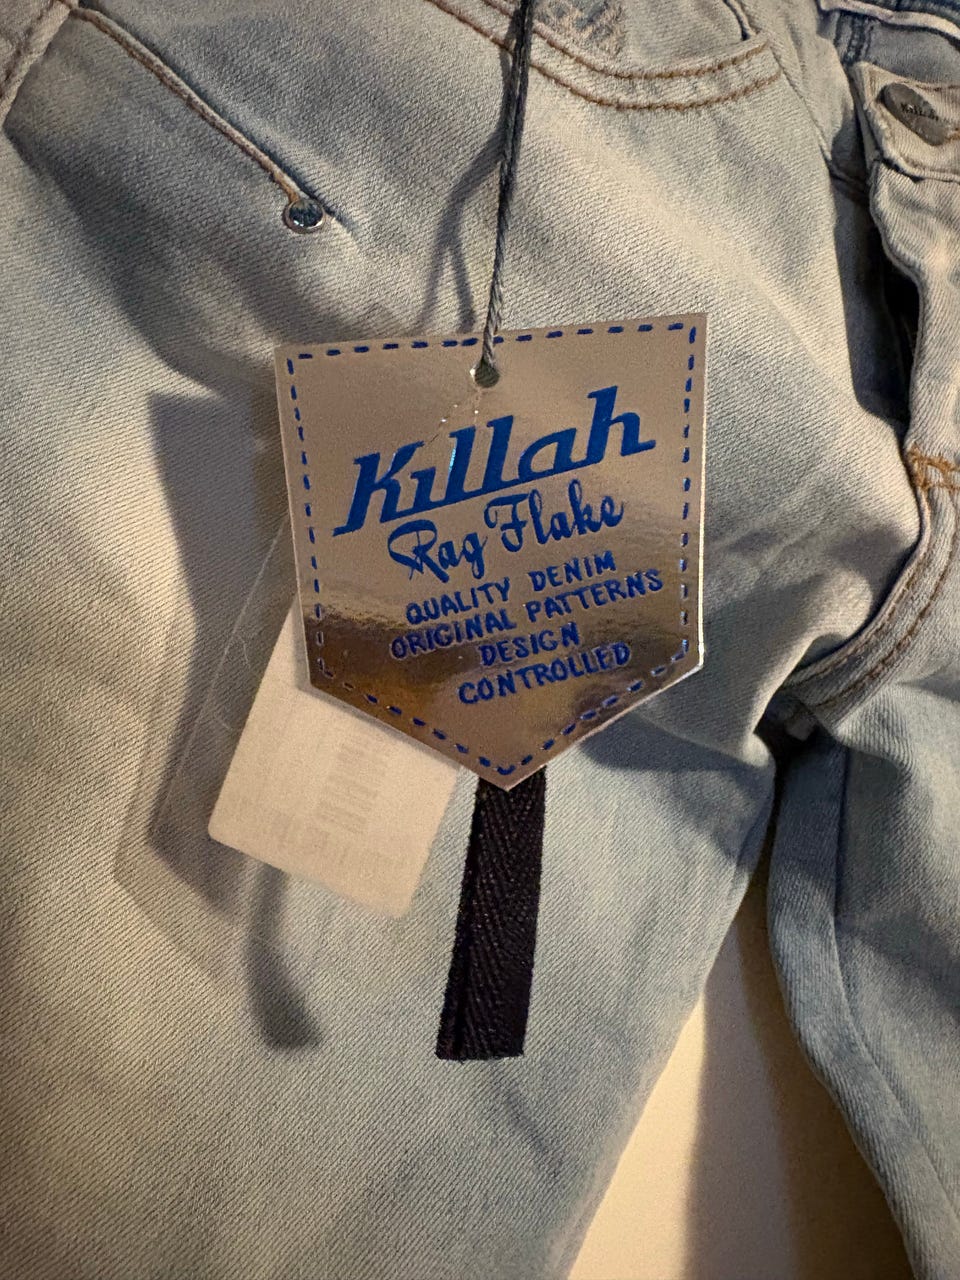 Killah
Rag Flake
QUALITY DENIM
ORIGINAL PATTERNS
DESIGN
CONTROLLED